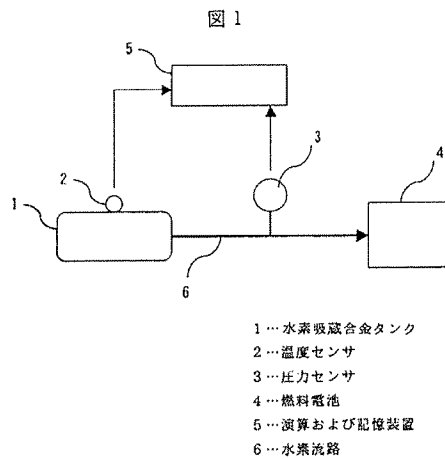 図1
5
3
4
2
1
6
1…水素吸蔵合金タンク
2…温度センサ
3…圧力センサ
4…燃料電池
5…演算および記憶装置
6…水素流路